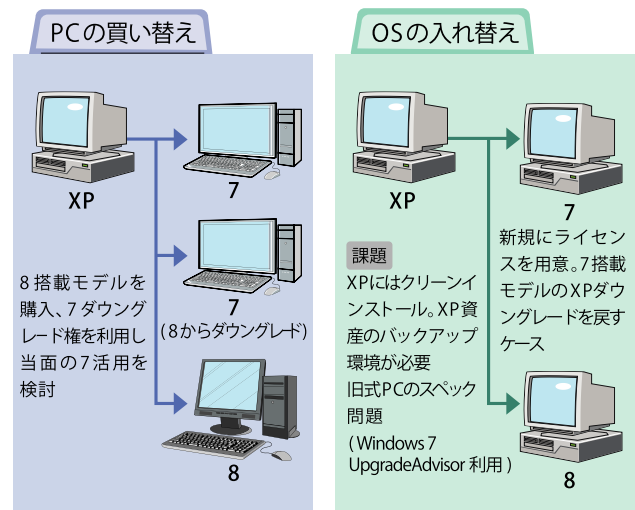 PCの買い替え
XP
7
7
(8からダウングレード)
8
8搭載モデルを
購入、7ダウング
レード権を利用し
当面の7活用を
検討
OSの入れ替え
XP
7
新規にライセン
スを用意。7搭載
モデルのXPダウ
ングレードを戻す
ケース
課題
XPにはクリーンイ
ンストール。XP資
産のバックアップ
環境が必要
旧式PCのスペック
問題
(Windows 7
UpgradeAdvisor 利用)
8